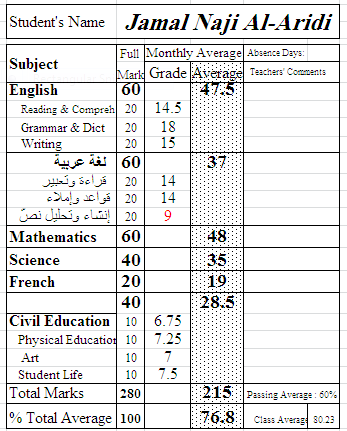 Student's Name Jamal Naji Al-Aridi
Subject Full Mark Monthly Average Absence Days:
Grade Average Teachers' Comments
English 60 47.5
Reading & Compreh 20 14.5
Grammar & Dict 20 18
Writing 20 15
لغة عربية 60 37
قراءة وتعبير 20 14
قواعد وإملاء 20 14
إنشاء وتحليل نصّ 20 9
Mathematics 60 48
Science 40 35
French 20 19
40 28.5
Civil Education 10 6.75
Physical Education 10 7.25
Art 10 7
Student Life 10 7.5
Total Marks 280 215 Passing Average : 60%
% Total Average 100 76.8 Class Average 80.23